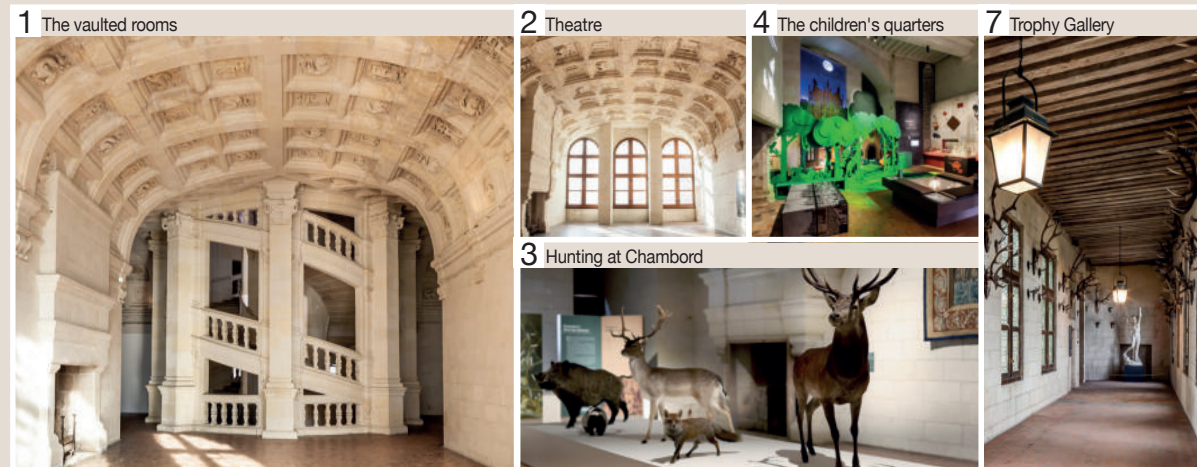 1 The vaulted rooms
2 Theatre
4 The children's quarters
7 Trophy Gallery
3 Hunting at Chambord